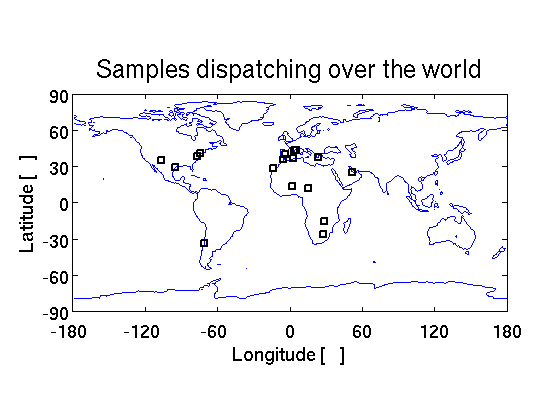 Samples dispatching over the world
90
60
30
0
-30
-60
-90
Latitude [ ]
-180 -120 -60 0 60 120 180
Longitude [ ]